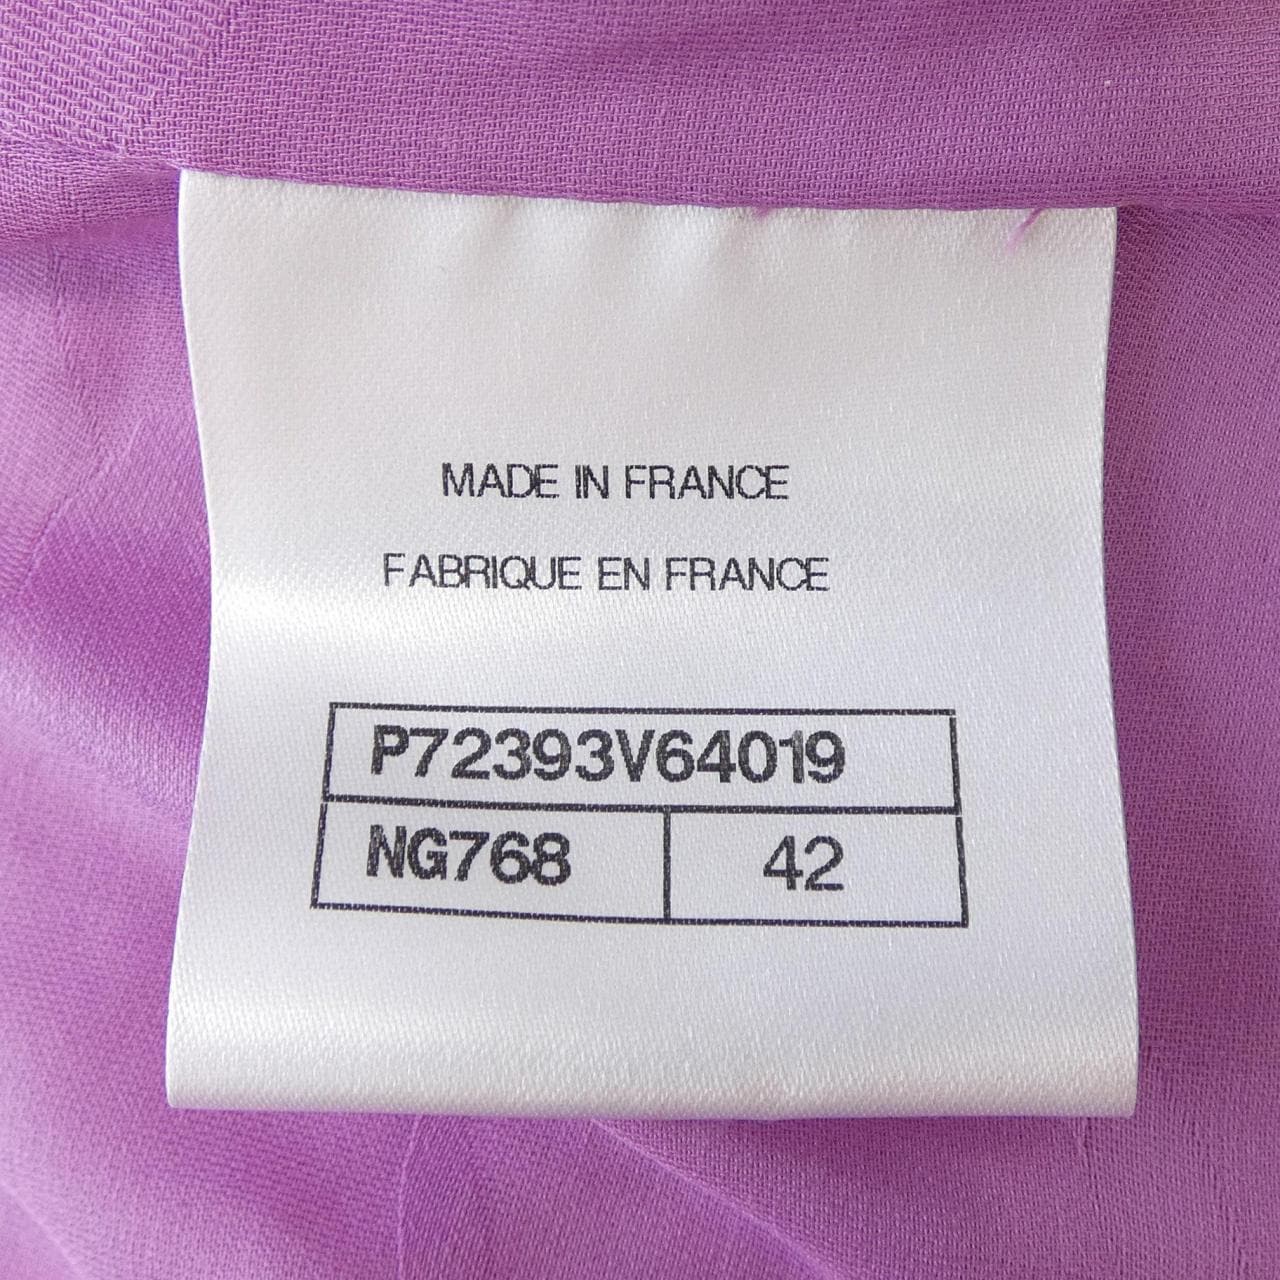 MADE IN FRANCE
FABRIQUE EN FRANCE
P72393V64019
NG768 42